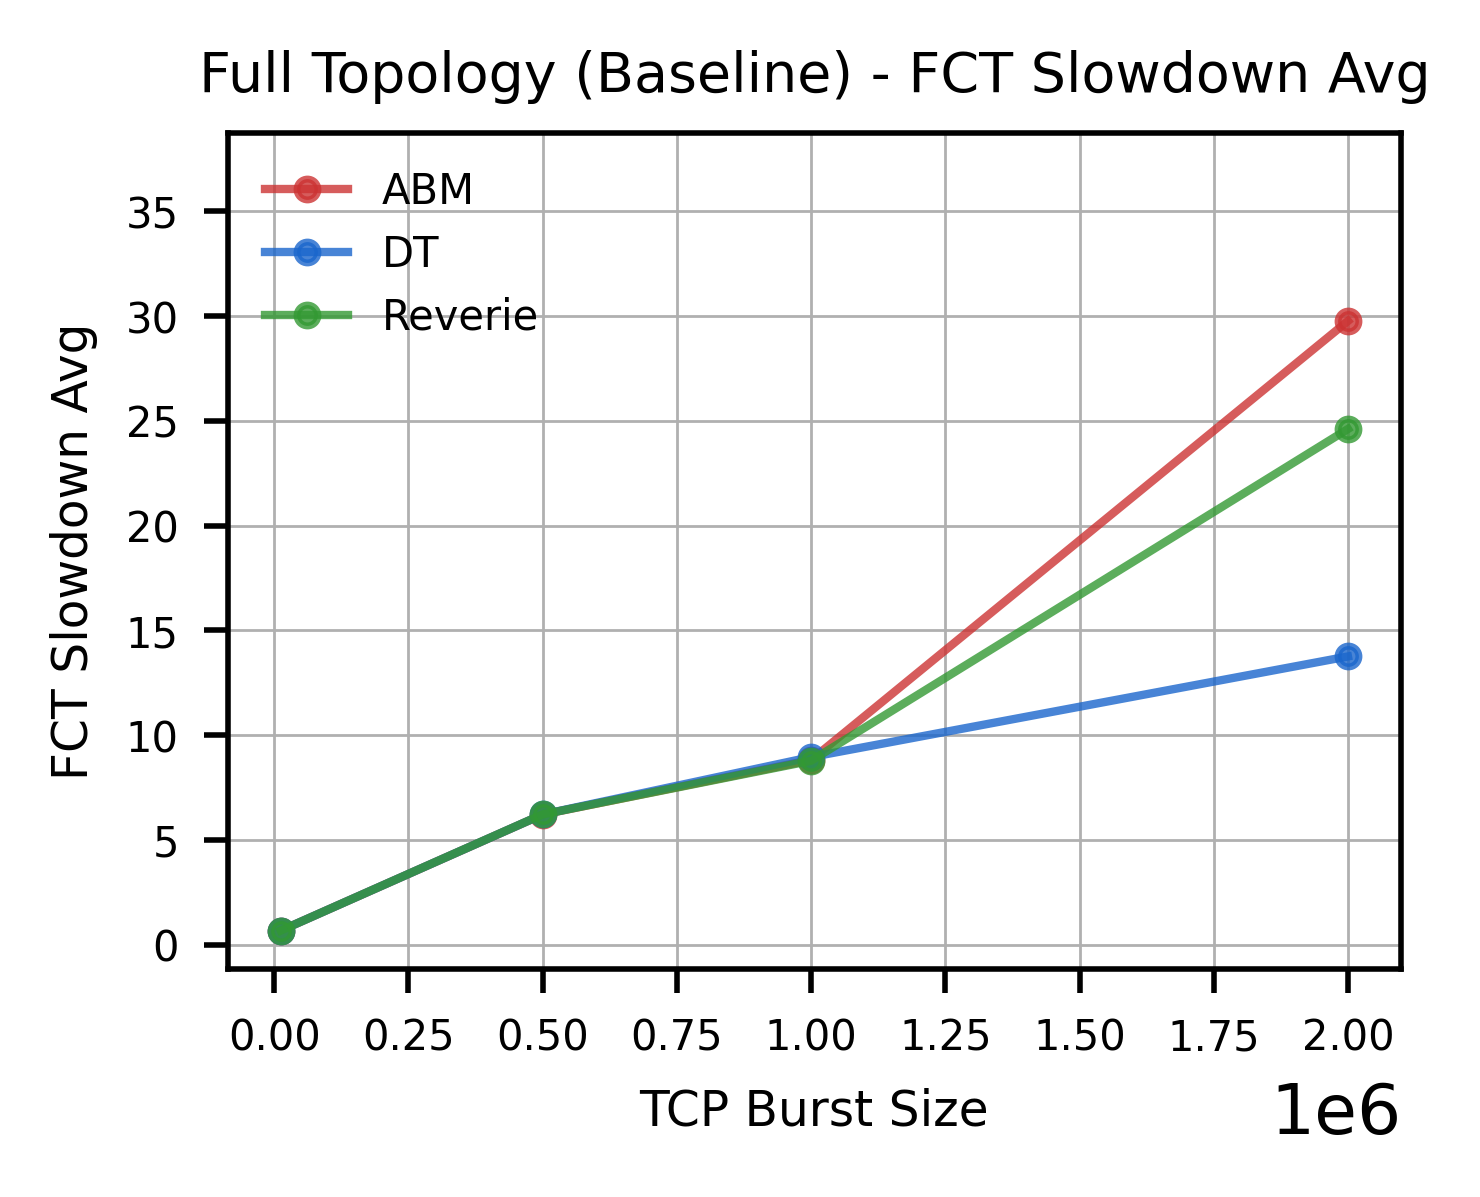 Full Topology (Baseline) - FCT Slowdown Avg
ABM
DT
Reverie
FCT Slowdown Avg
35
30
25
20
15
10
5
0
0.00 0.25 0.50 0.75 1.00 1.25 1.50 1.75 2.00
TCP Burst Size
1e6